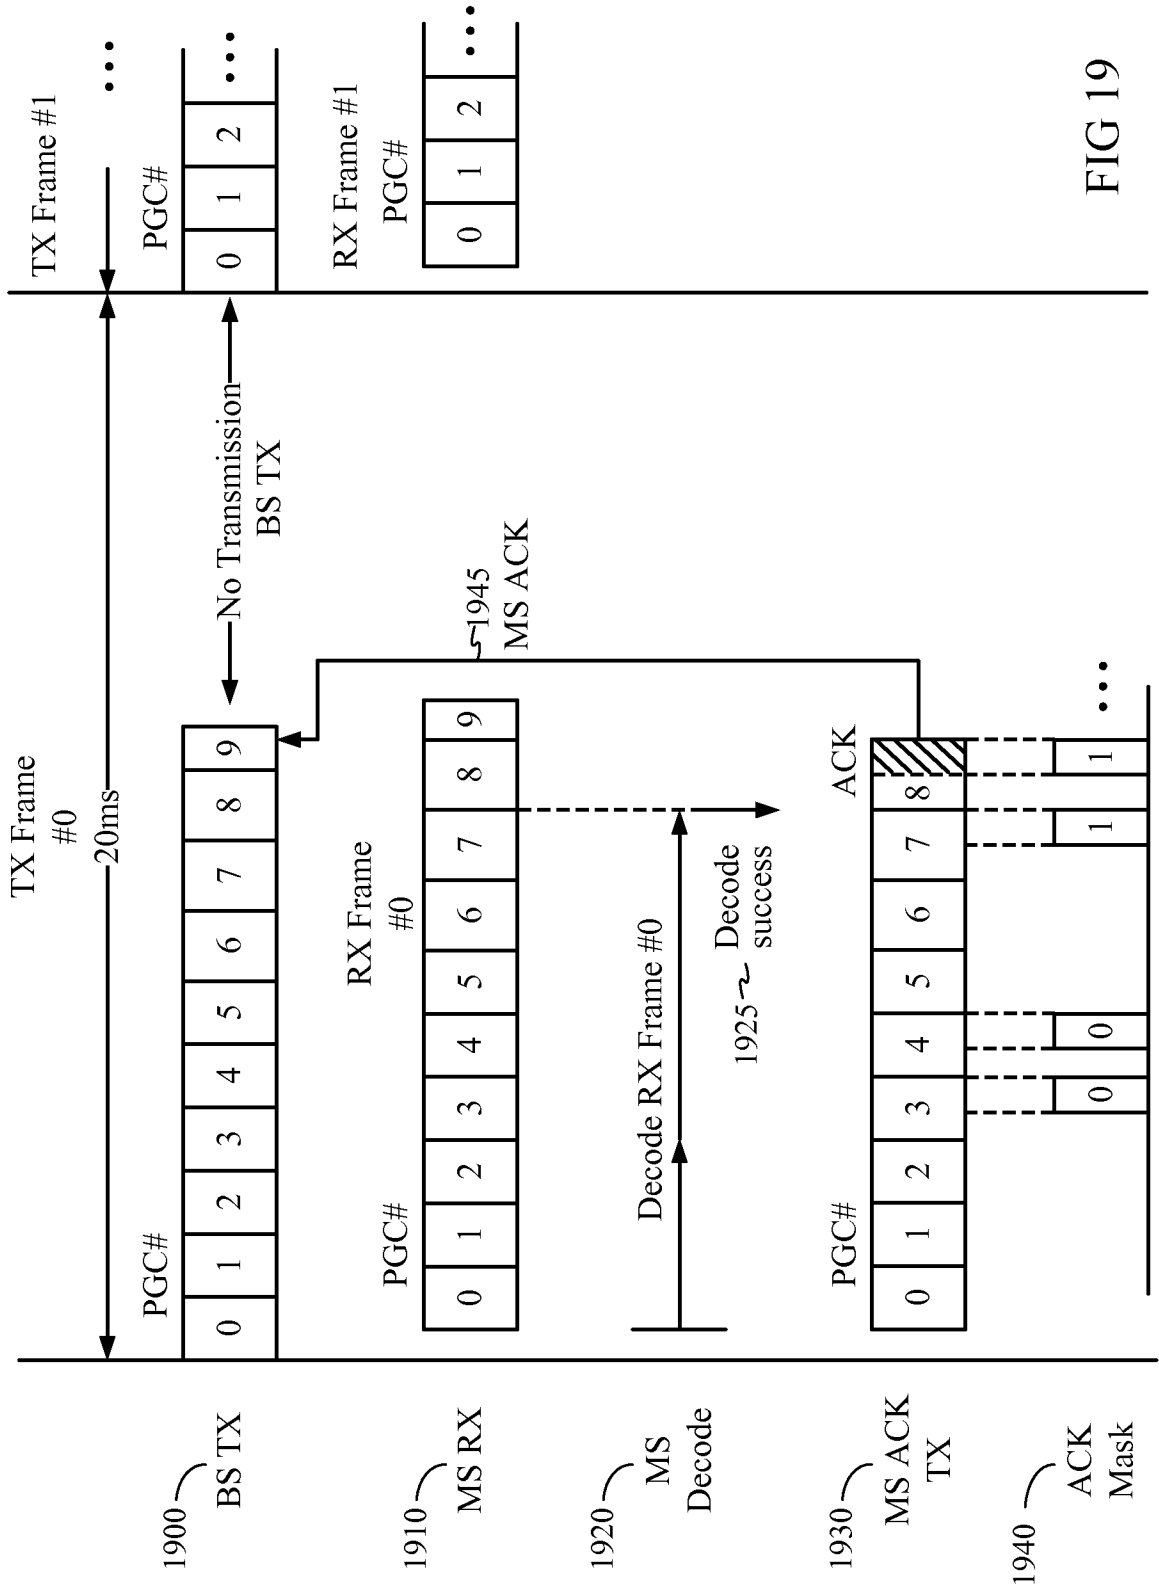 TX Frame
#0
20ms
TX Frame #1
...
1900
BS TX
PGC#
0 1 2 3 4 5 6 7 8 9
No Transmission
BS TX
PGC#
0 1 2 ...
1910
MS RX
PGC#
RX Frame
#0
0 1 2 3 4 5 6 7 8 9
RX Frame #1
PGC#
0 1 2 ...
1920
MS
Decode
Decode RX Frame #0
1925
Decode
success
1945
MS ACK
1930
MS ACK
TX
PGC#
ACK
0 1 2 3 4 5 6 7 8
1940
ACK
Mask
0 0 1 1 ...
FIG 19